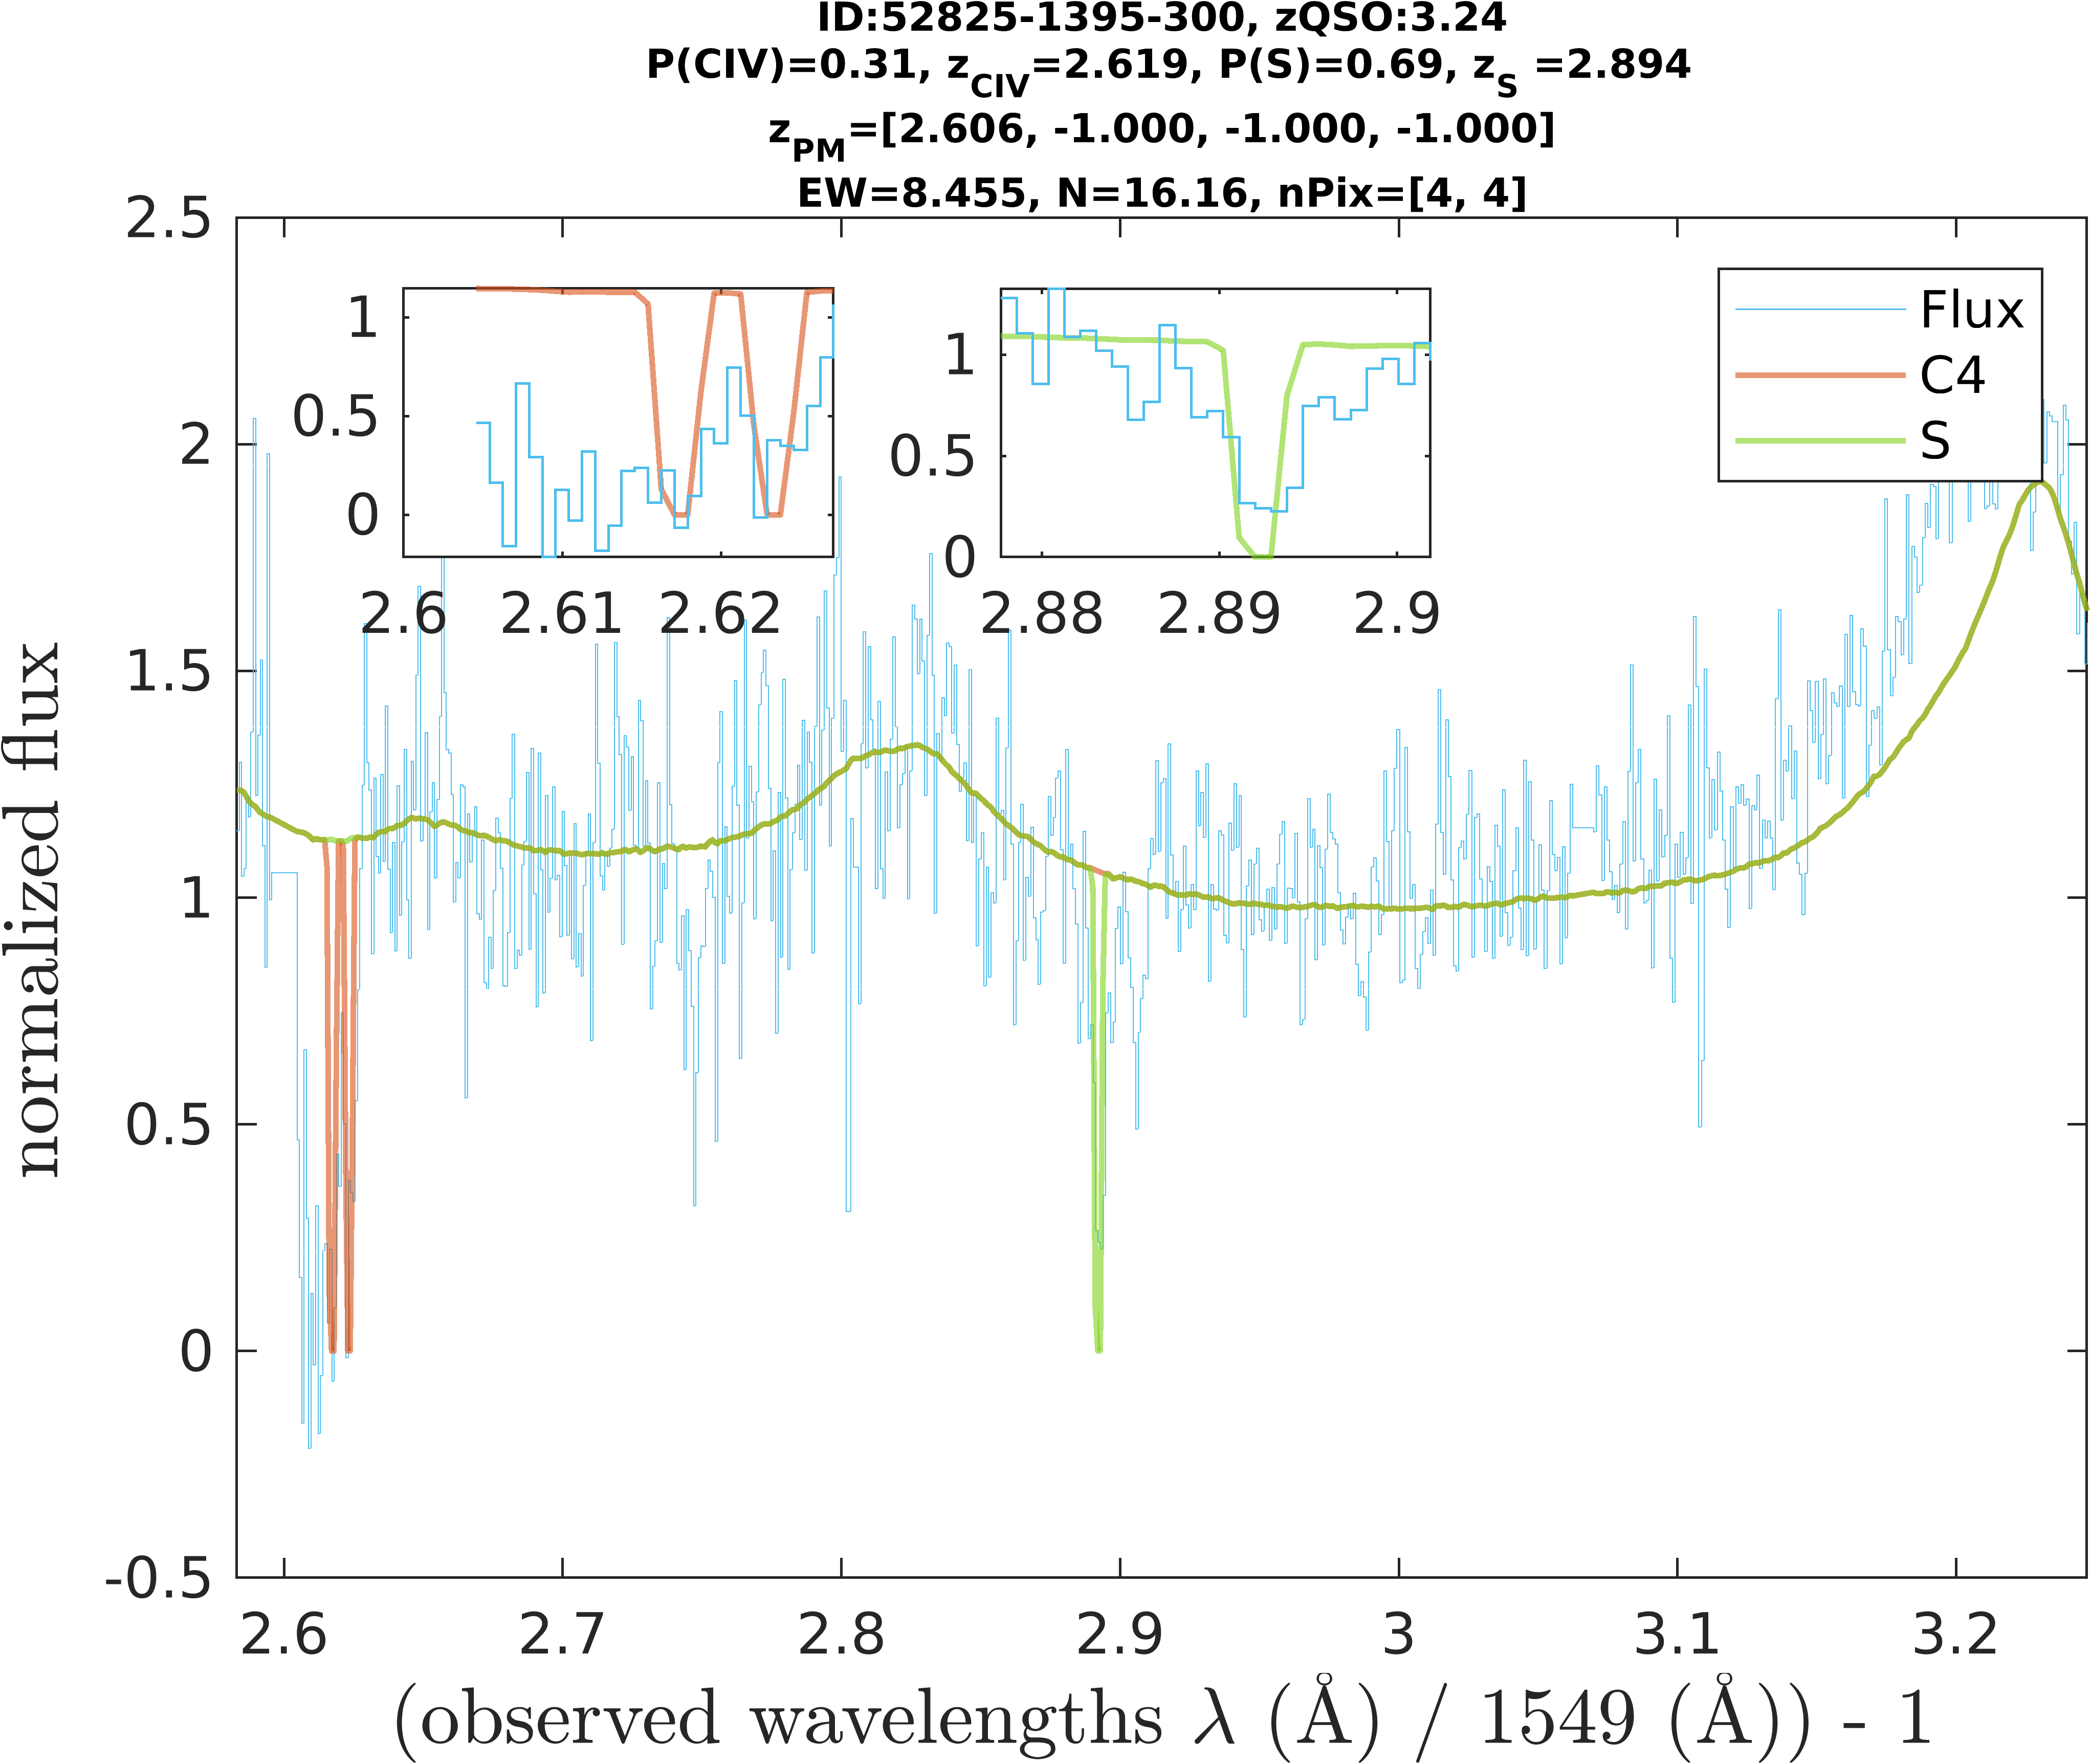 ID:52825-1395-300, zQSO:3.24
P(CIV)=0.31, zCIV=2.619, P(S)=0.69, zS =2.894
zPM=[2.606, -1.000, -1.000, -1.000]
EW=8.455, N=16.16, nPix=[4, 4]
2.5
2
1.5
1
0.5
0
-0.5
normalized flux
1
0.5
0
2.6 2.61 2.62
1
0.5
0
2.88 2.89 2.9
Flux
C4
S
2.6 2.7 2.8 2.9 3 3.1 3.2
(observed wavelengths λ (Å) / 1549 (Å)) - 1